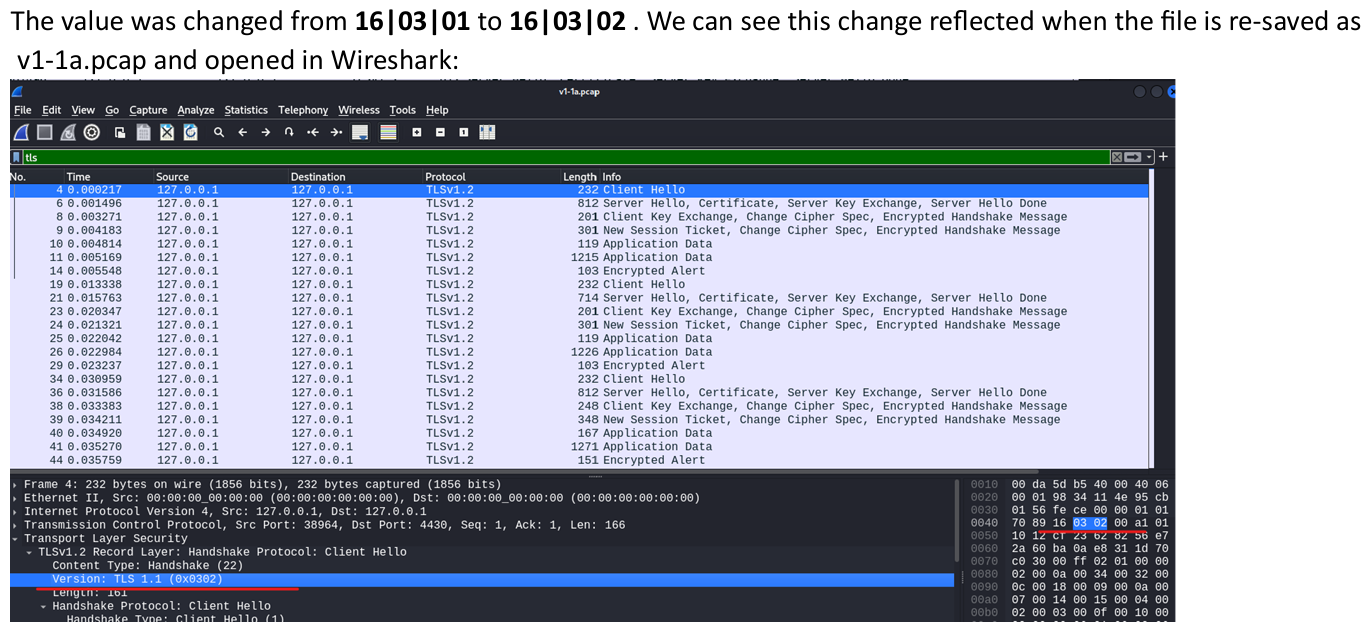 The value was changed from 16|03|01 to 16|03|02 . We can see this change reflected when the file is re-saved as
v1-1a.pcap and opened in Wireshark:
v1-1a.pcap
File Edit View Go Capture Analyze Statistics Telephony Wireless Tools Help
tls
No. Time Source Destination Protocol Length Info
4 0.000217 127.0.0.1 127.0.0.1 TLSv1.2 232 Client Hello
6 0.001496 127.0.0.1 127.0.0.1 TLSv1.2 812 Server Hello, Certificate, Server Key Exchange, Server Hello Done
8 0.003271 127.0.0.1 127.0.0.1 TLSv1.2 201 Client Key Exchange, Change Cipher Spec, Encrypted Handshake Message
9 0.004183 127.0.0.1 127.0.0.1 TLSv1.2 301 New Session Ticket, Change Cipher Spec, Encrypted Handshake Message
10 0.004814 127.0.0.1 127.0.0.1 TLSv1.2 119 Application Data
11 0.005169 127.0.0.1 127.0.0.1 TLSv1.2 1215 Application Data
14 0.005548 127.0.0.1 127.0.0.1 TLSv1.2 103 Encrypted Alert
19 0.013338 127.0.0.1 127.0.0.1 TLSv1.2 232 Client Hello
21 0.015763 127.0.0.1 127.0.0.1 TLSv1.2 714 Server Hello, Certificate, Server Key Exchange, Server Hello Done
23 0.020347 127.0.0.1 127.0.0.1 TLSv1.2 201 Client Key Exchange, Change Cipher Spec, Encrypted Handshake Message
24 0.021321 127.0.0.1 127.0.0.1 TLSv1.2 301 New Session Ticket, Change Cipher Spec, Encrypted Handshake Message
25 0.022042 127.0.0.1 127.0.0.1 TLSv1.2 119 Application Data
26 0.022984 127.0.0.1 127.0.0.1 TLSv1.2 1226 Application Data
29 0.023237 127.0.0.1 127.0.0.1 TLSv1.2 103 Encrypted Alert
34 0.030959 127.0.0.1 127.0.0.1 TLSv1.2 232 Client Hello
36 0.031586 127.0.0.1 127.0.0.1 TLSv1.2 812 Server Hello, Certificate, Server Key Exchange, Server Hello Done
38 0.033383 127.0.0.1 127.0.0.1 TLSv1.2 248 Client Key Exchange, Change Cipher Spec, Encrypted Handshake Message
39 0.034211 127.0.0.1 127.0.0.1 TLSv1.2 348 New Session Ticket, Change Cipher Spec, Encrypted Handshake Message
40 0.034920 127.0.0.1 127.0.0.1 TLSv1.2 167 Application Data
41 0.035270 127.0.0.1 127.0.0.1 TLSv1.2 1271 Application Data
44 0.035759 127.0.0.1 127.0.0.1 TLSv1.2 151 Encrypted Alert
Frame 4: 232 bytes on wire (1856 bits), 232 bytes captured (1856 bits)
Ethernet II, Src: 00:00:00_00:00:00 (00:00:00:00:00:00), Dst: 00:00:00_00:00:00 (00:00:00:00:00:00)
Internet Protocol Version 4, Src: 127.0.0.1, Dst: 127.0.0.1
Transmission Control Protocol, Src Port: 38964, Dst Port: 4430, Seq: 1, Ack: 1, Len: 166
Transport Layer Security
TLSv1.2 Record Layer: Handshake Protocol: Client Hello
Content Type: Handshake (22)
Version: TLS 1.1 (0x0302)
Length: 161
Handshake Protocol: Client Hello
Handshake Type: Client Hello (1)
0010 00 da 5d b5 40 00 40 06
0020 00 01 98 34 11 4e 95 cb
0030 01 56 fe ce 00 00 01 01
0040 70 89 16 03 02 00 a1 01
0050 10 12 cf 23 62 82 56 e7
0060 2a 60 ba 0a e8 31 1d 70
0070 c0 30 00 ff 02 01 00 00
0080 02 00 0a 00 34 00 32 00
0090 0c 00 18 00 09 00 0a 00
00a0 07 00 14 00 15 00 04 00
00b0 02 00 03 00 0f 00 10 00